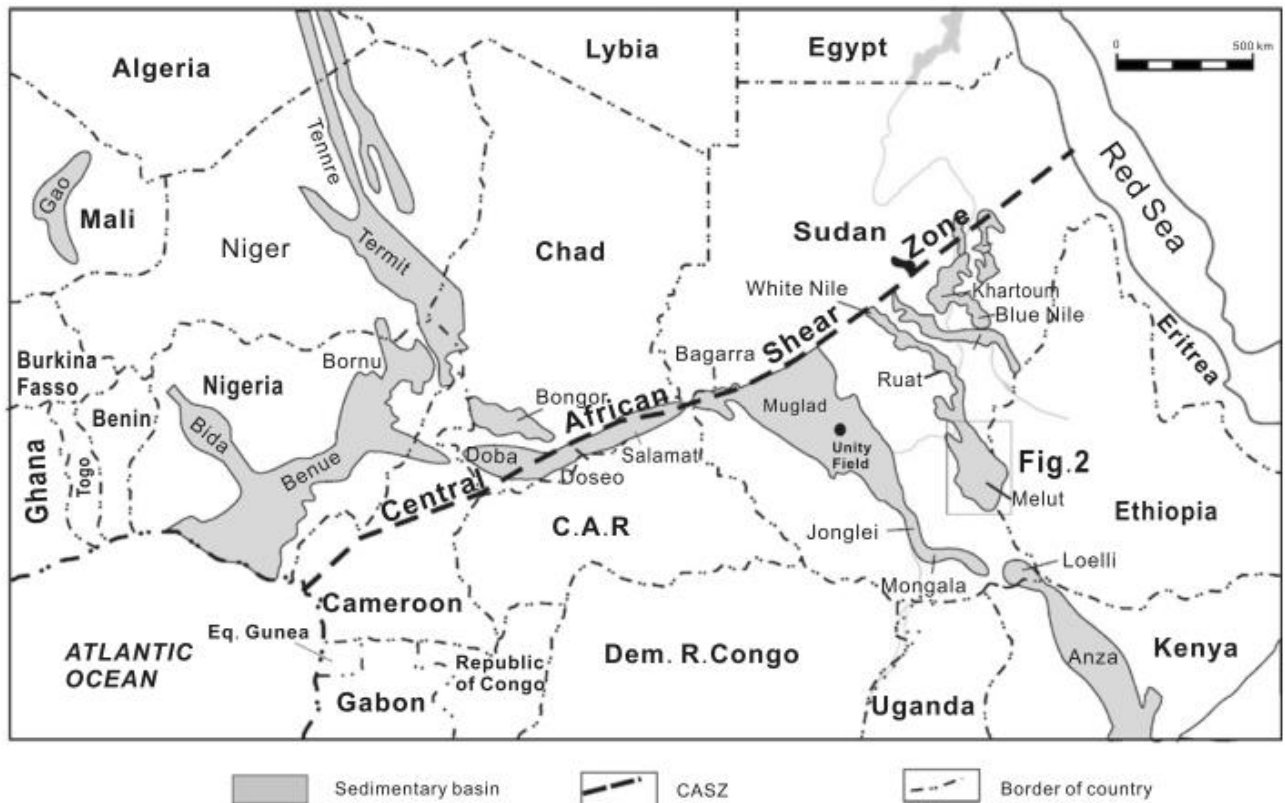 Algeria
Lybia
Egypt
0 500 km
Tennre
Gao
Mali
Niger
Termit
Chad
Sudan
Red Sea
White Nile
Khartoum
Blue Nile
Eritrea
Burkina
Fasso
Benin
Nigeria
Bornu
Bagarra
Ruat
Bongor
Muglad
Unity
Field
Central African Shear Zone
Ghana
Togo
Bida
Benue
Doba
Doseo
Salamat
Fig.2
Melut
Ethiopia
C.A.R
Jonglei
Mongala
Loelli
Cameroon
Eq. Gunea
ATLANTIC
OCEAN
Gabon
Republic
of Congo
Dem. R.Congo
Uganda
Anza
Kenya
Sedimentary basin
CASZ
Border of country